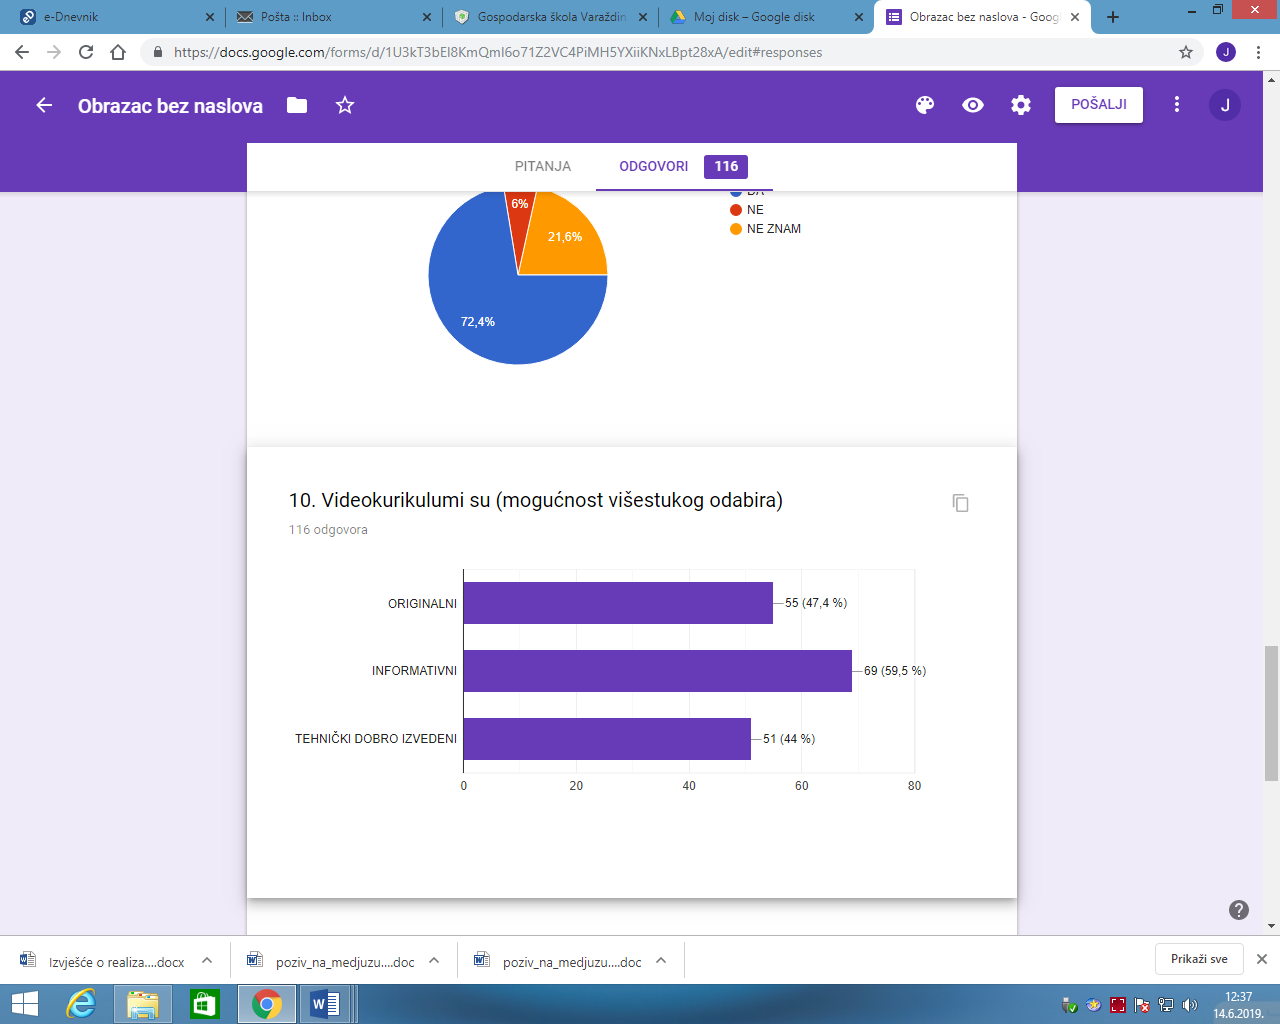 e-Dnevnik
Pošta :: Inbox
Gospodarska škola Varaždin
Moj disk – Google disk
Obrazac bez naslova - Goog
https://docs.google.com/forms/d/1U3kT3bEl8KmQmI6o71Z2VC4PiMH5YXiiKNxLBpt28xA/edit#responses
J
Obrazac bez naslova
POŠALJI
J
PITANJA
ODGOVORI 116
DA
NE
NE ZNAM
6%
21,6%
72,4%
10. Videokurikulumi su (mogućnost višestukog odabira)
116 odgovora
ORIGINALNI
55 (47,4 %)
INFORMATIVNI
69 (59,5 %)
TEHNIČKI DOBRO IZVEDENI
51 (44 %)
0 20 40 60 80
Izvješće o realiza....docx
poziv_na_medjuzu....doc
poziv_na_medjuzu....doc
Prikaži sve
12:37
14.6.2019.